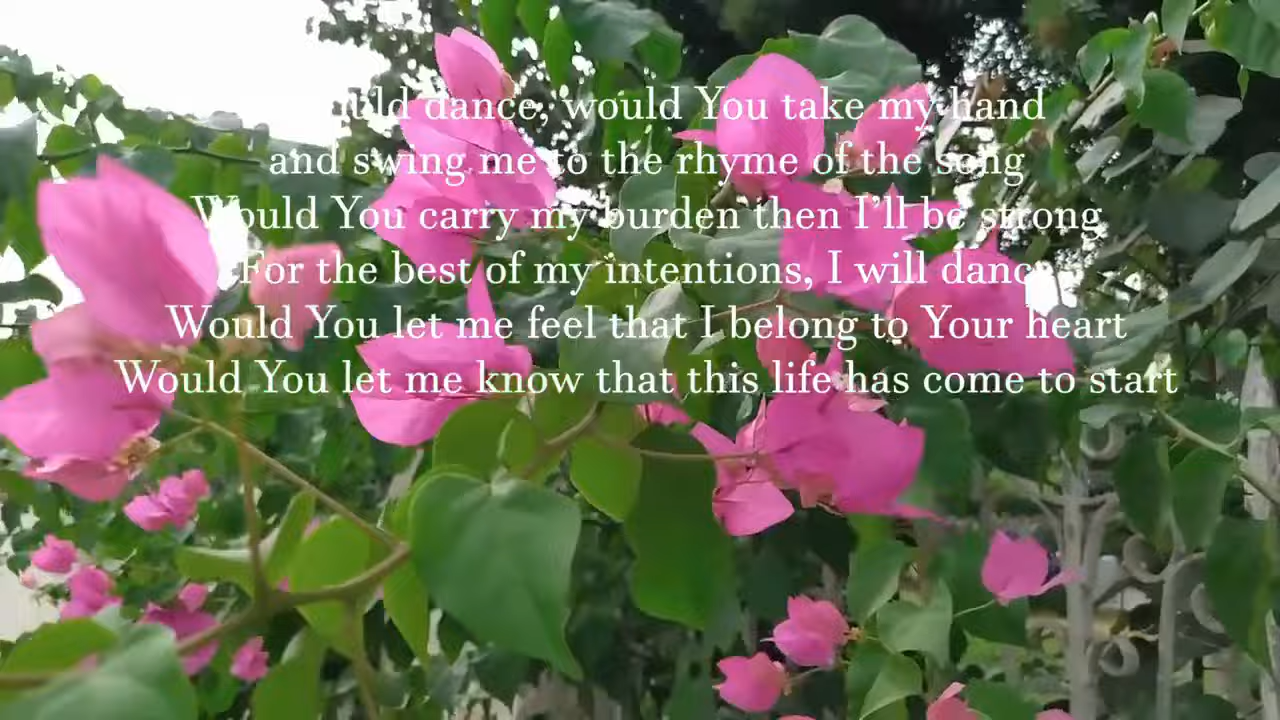 dance, would You take my hand
and swing me to the rhyme of the song
Would You carry my burden then I'll be strong
For the best of my intentions, I will dance
Would You let me feel that I belong to Your heart
Would You let me know that this life has come to start